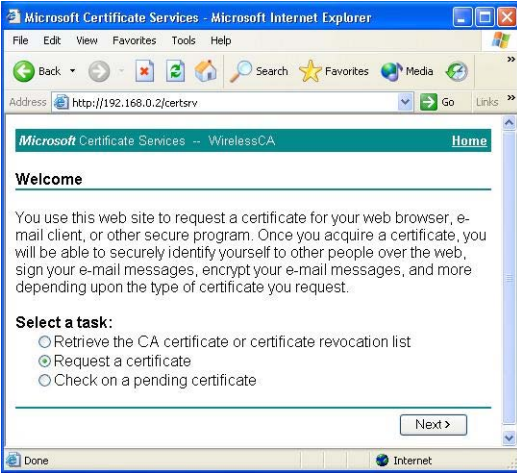 Microsoft Certificate Services - Microsoft Internet Explorer
File Edit View Favorites Tools Help
Back Search Favorites Media »
Address http://192.168.0.2/certsrv Go Links »
Microsoft Certificate Services -- WirelessCA Home
Welcome
You use this web site to request a certificate for your web browser, e-
mail client, or other secure program. Once you acquire a certificate, you
will be able to securely identify yourself to other people over the web,
sign your e-mail messages, encrypt your e-mail messages, and more
depending upon the type of certificate you request.
Select a task:
Retrieve the CA certificate or certificate revocation list
Request a certificate
Check on a pending certificate
Next >
Done Internet